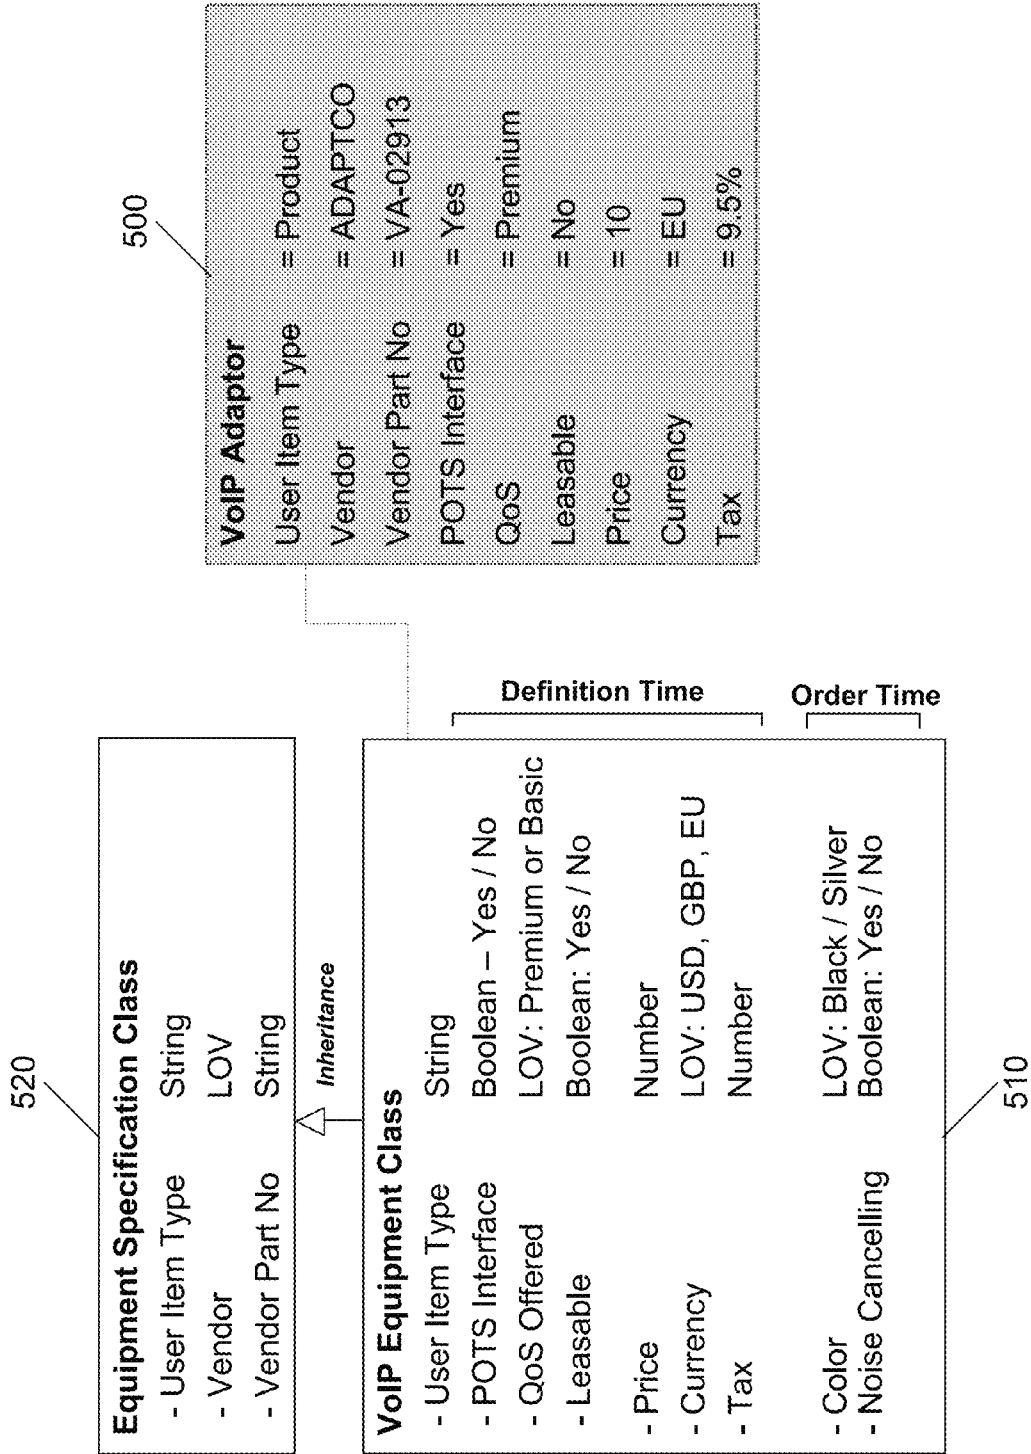 520
Equipment Specification Class
- User Item Type String
- Vendor LOV
- Vendor Part No String
Inheritance
VoIP Equipment Class
- User Item Type String
- POTS Interface Boolean – Yes / No
- QoS Offered LOV: Premium or Basic
- Leasable Boolean: Yes / No
- Price Number
- Currency LOV: USD, GBP, EU
- Tax Number
- Color LOV: Black / Silver
- Noise Cancelling Boolean: Yes / No
Definition Time
Order Time
510
500
VoIP Adaptor
User Item Type = Product
Vendor = ADAPTCO
Vendor Part No = VA-02913
POTS Interface = Yes
QoS = Premium
Leasable = No
Price = 10
Currency = EU
Tax = 9.5%